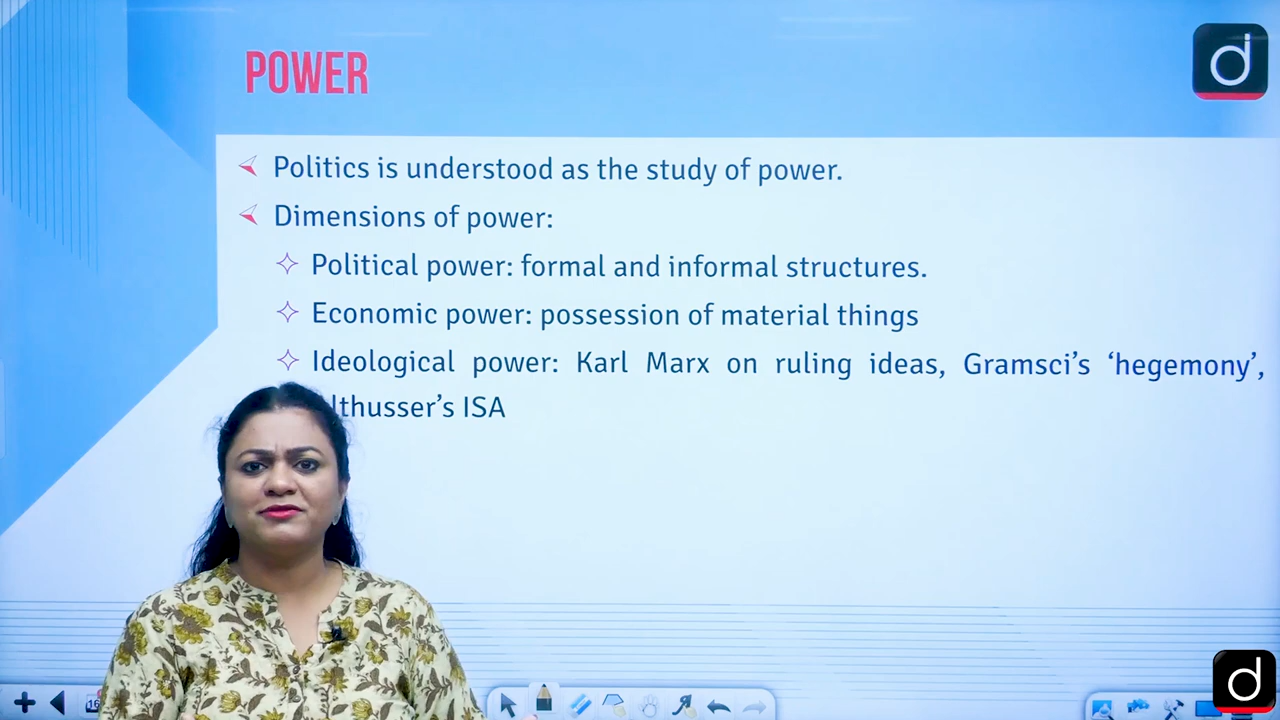 POWER
Politics is understood as the study of power.
Dimensions of power:
Political power: formal and informal structures.
Economic power: possession of material things
Ideological power: Karl Marx on ruling ideas, Gramsci's 'hegemony',
ISA
d
16
d